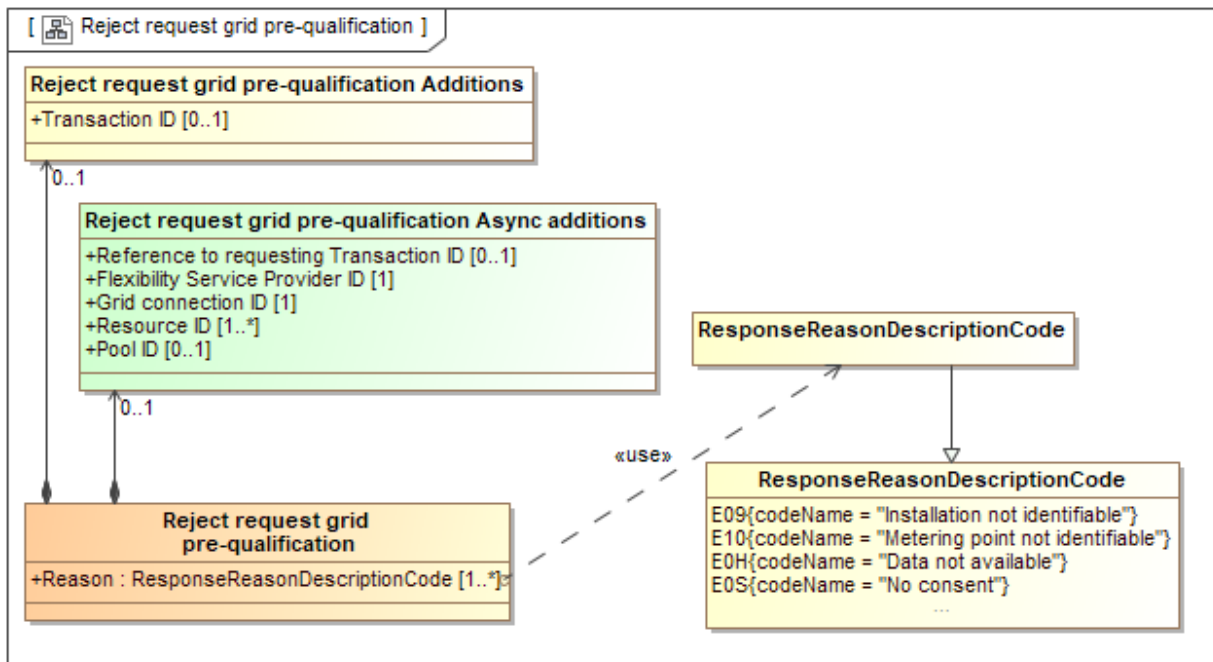 [ Reject request grid pre-qualification ]
Reject request grid pre-qualification Additions
+Transaction ID [0..1]
0..1
Reject request grid pre-qualification Async additions
+Reference to requesting Transaction ID [0..1]
+Flexibility Service Provider ID [1]
+Grid connection ID [1]
+Resource ID [1..*]
+Pool ID [0..1]
0..1
Reject request grid
pre-qualification
+Reason : ResponseReasonDescriptionCode [1..*]
«use»
ResponseReasonDescriptionCode
ResponseReasonDescriptionCode
E09{codeName = "Installation not identifiable"}
E10{codeName = "Metering point not identifiable"}
E0H{codeName = "Data not available"}
E0S{codeName = "No consent"}
...